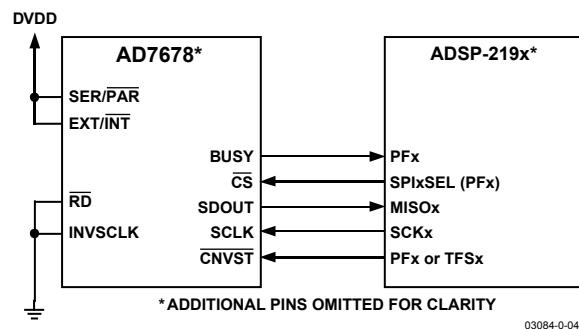 DVDD
AD7678*
ADSP-219x*
SER/PAR
EXT/INT
BUSY
PFx
CS
SPIxSEL (PFx)
RD
SDOUT
MISOx
INVSCLK
SCLK
SCKx
CNVST
PFx or TFSx
*ADDITIONAL PINS OMITTED FOR CLARITY
03084-0-04